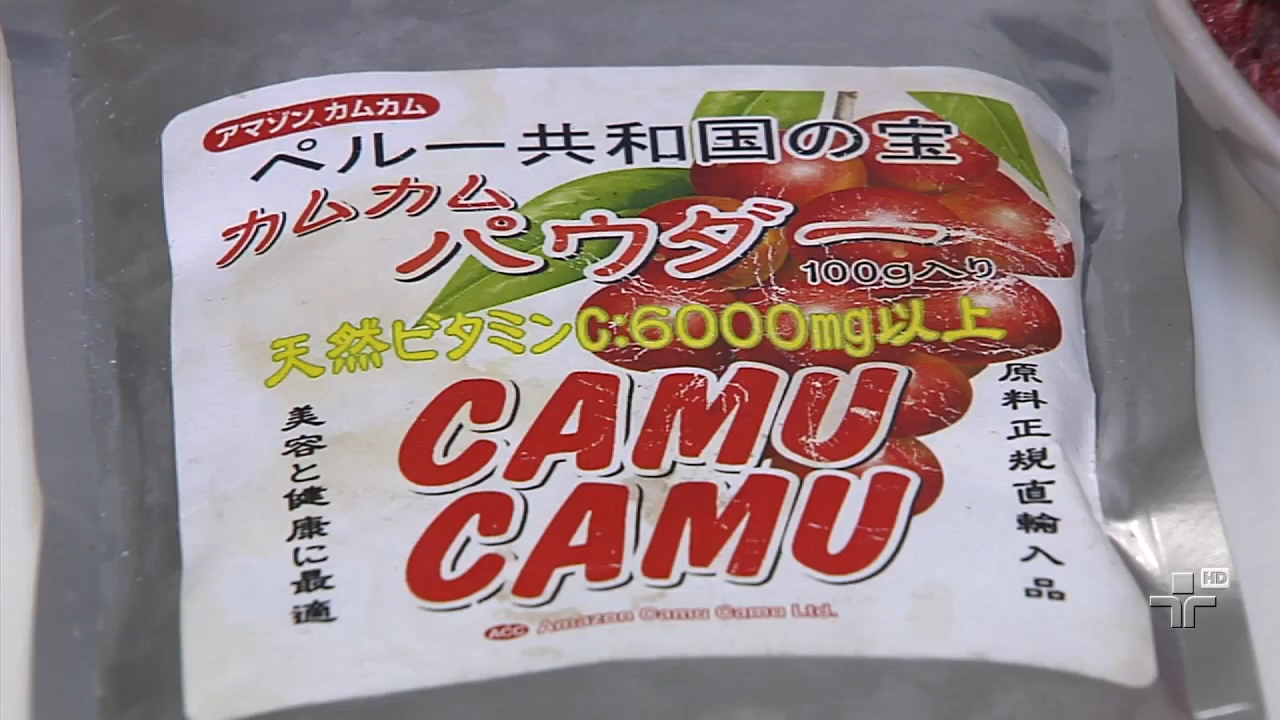 アマゾン カムカム
ペルー共和国の宝
カムカム
パウダー
100g入り
天然ビタミンC:6000mg以上
美容と健康に最適
CAMU
CAMU
原料正規直輸入品
ACC Amazon Camu Camu Ltd.
HD